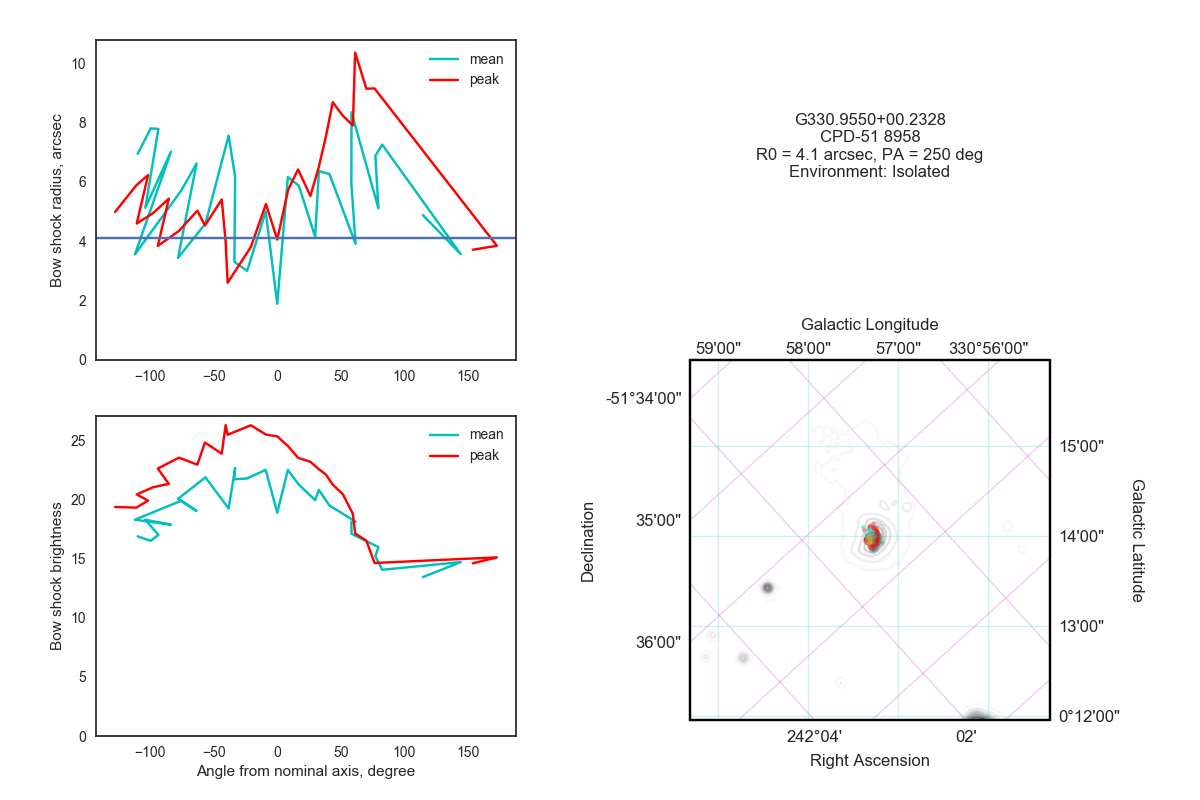 10
8
6
4
2
0
Bow shock radius, arcsec
mean
peak
−100
−50
0
50
100
150
25
20
15
10
5
0
Bow shock brightness
mean
peak
−100
−50
0
50
100
150
Angle from nominal axis, degree
G330.9550+00.2328
CPD-51 8958
R0 = 4.1 arcsec, PA = 250 deg
Environment: Isolated
Galactic Longitude
59'00"
58'00"
57'00"
330°56'00"
-51°34'00"
35'00"
36'00"
Declination
15'00"
14'00"
13'00"
0°12'00"
Galactic Latitude
242°04'
02'
Right Ascension